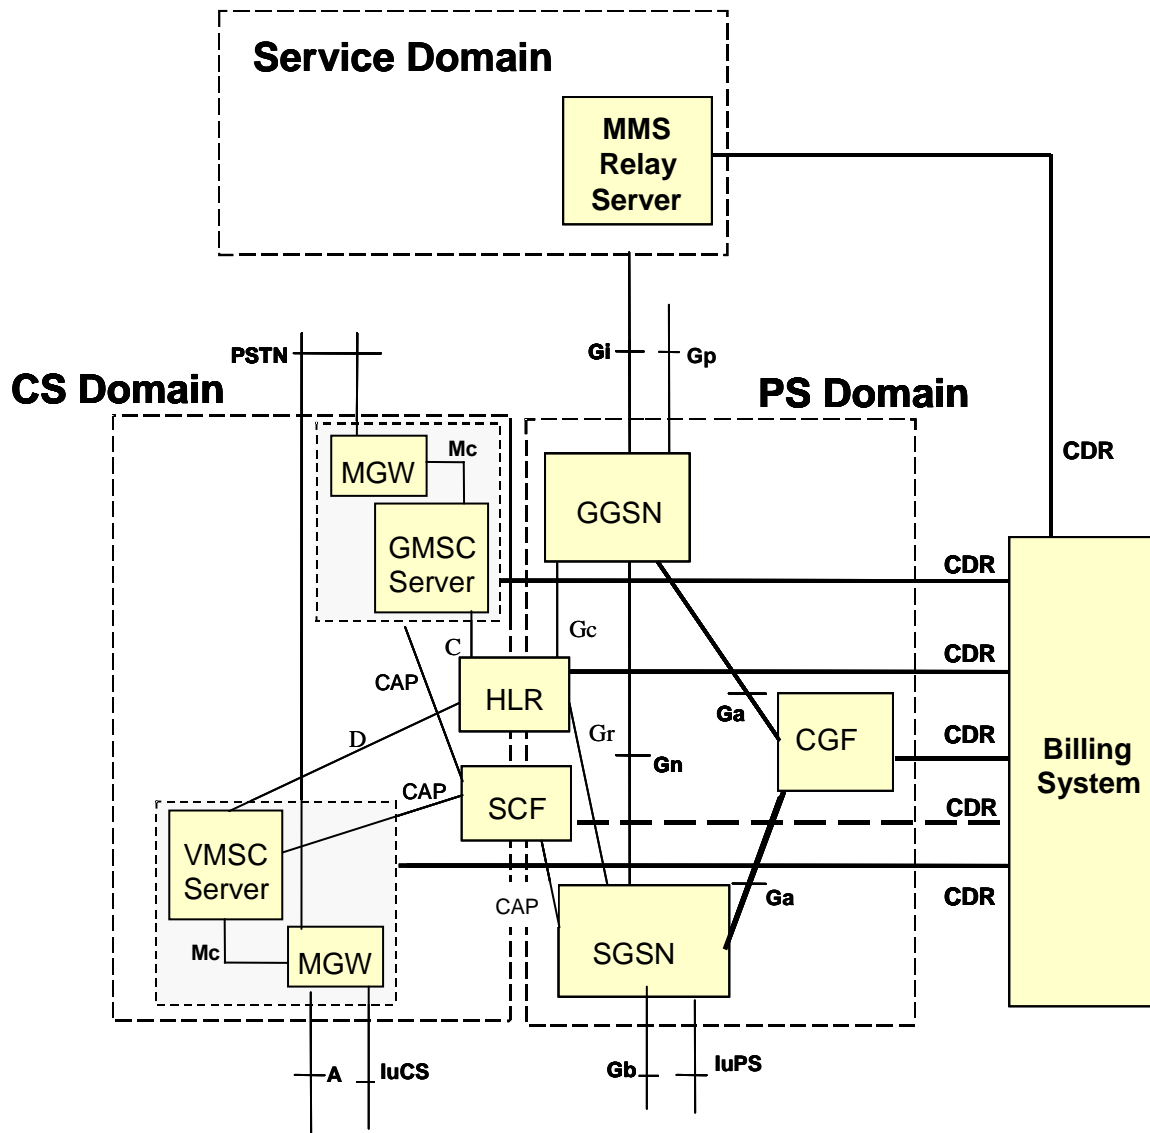 Service Domain
MMS
Relay
Server
PSTN
Gi
Gp
CS Domain
PS Domain
CDR
MGW
Mc
GGSN
GMSC
Server
CDR
C
Gc
CAP
HLR
CDR
D
Gr
Ga
CGF
CDR
Gn
Billing
System
CAP
SCF
CDR
VMSC
Server
CDR
Ga
CAP
Mc
MGW
SGSN
A
IuCS
Gb
IuPS